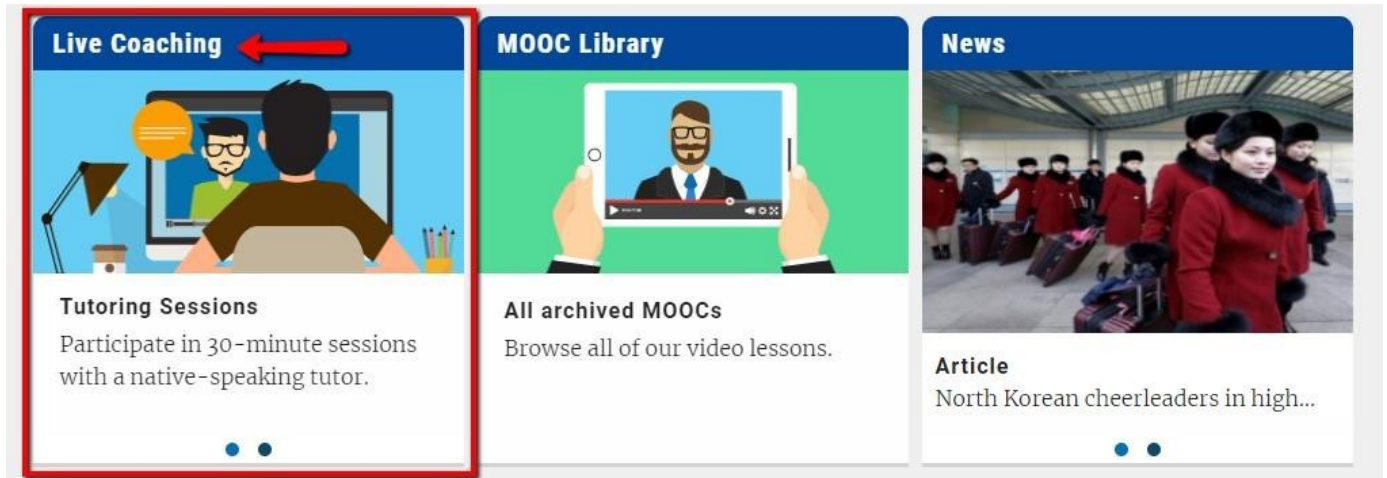 Live Coaching
Tutoring Sessions
Participate in 30-minute sessions
with a native-speaking tutor.
MOOC Library
All archived MOOCs
Browse all of our video lessons.
News
Article
North Korean cheerleaders in high...